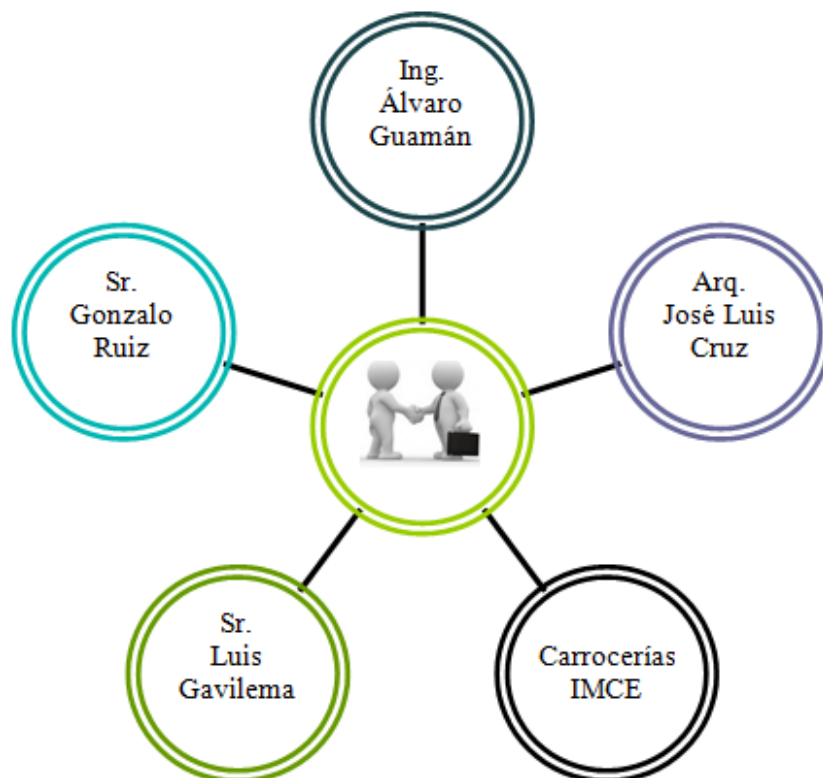 Ing.
Álvaro
Guamán
Sr.
Gonzalo
Ruiz
Arq.
José Luis
Cruz
Sr.
Luis
Gavilema
Carrocerías
IMCE